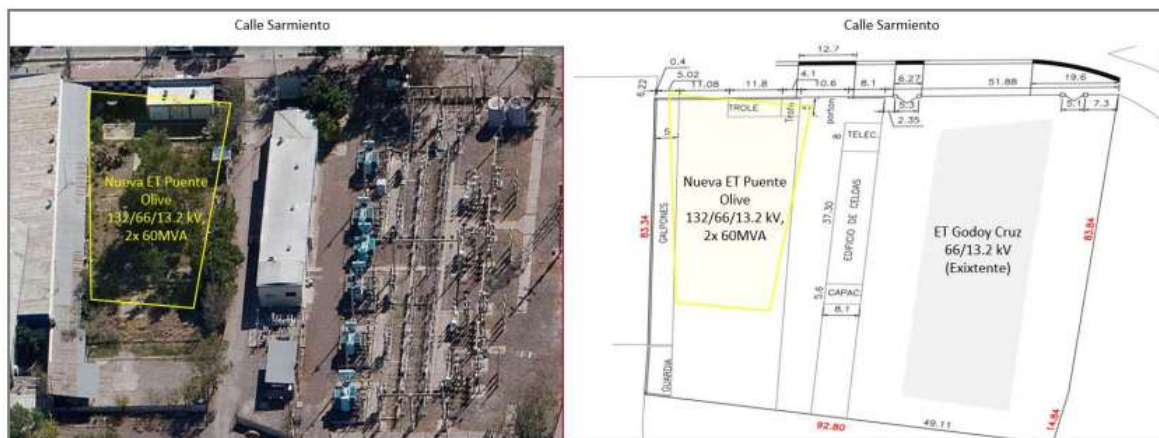 Calle Sarmiento
Nueva ET Puente
Olive
132/66/13.2 kV,
2x 60MVA
Calle Sarmiento
12.7
0.4
5.02
4.1
6.27
19.6
6.22
11.08
11.8
10.6
8.1
51.88
5.3
5.1
7.3
TROLE
5
porton
2.35
5
8
TELEC.
Nueva ET Puente
Olive
132/66/13.2 kV,
2x 60MVA
83.34
GALPONES
37.30
EDIFICIO DE CELDAS
ET Godoy Cruz
66/13.2 kV
(Exixtente)
83.84
5.6
CAPAC.
8.1
GUARDIA
92.80
49.11
14.84